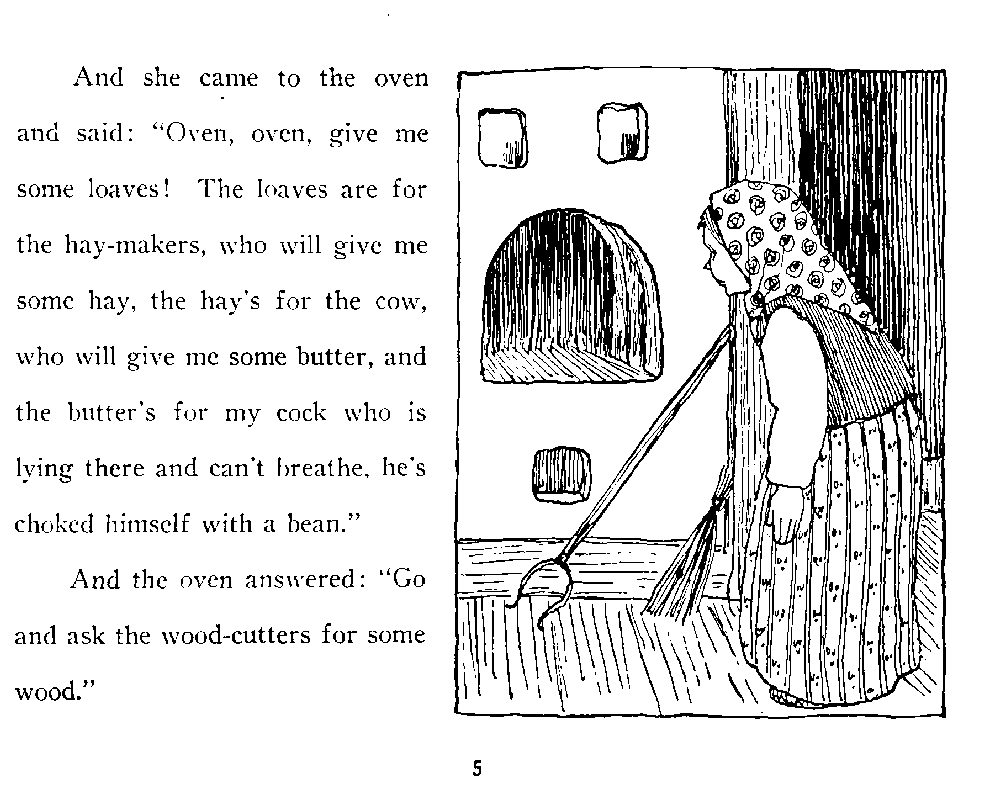 And she came to the oven
and said: “Oven, oven, give me
some loaves! The loaves are for
the hay-makers, who will give me
some hay, the hay’s for the cow,
who will give me some butter, and
the butter’s for my cock who is
lying there and can’t breathe, he’s
choked himself with a bean.”
And the oven answered: “Go
and ask the wood-cutters for some
wood.”
5